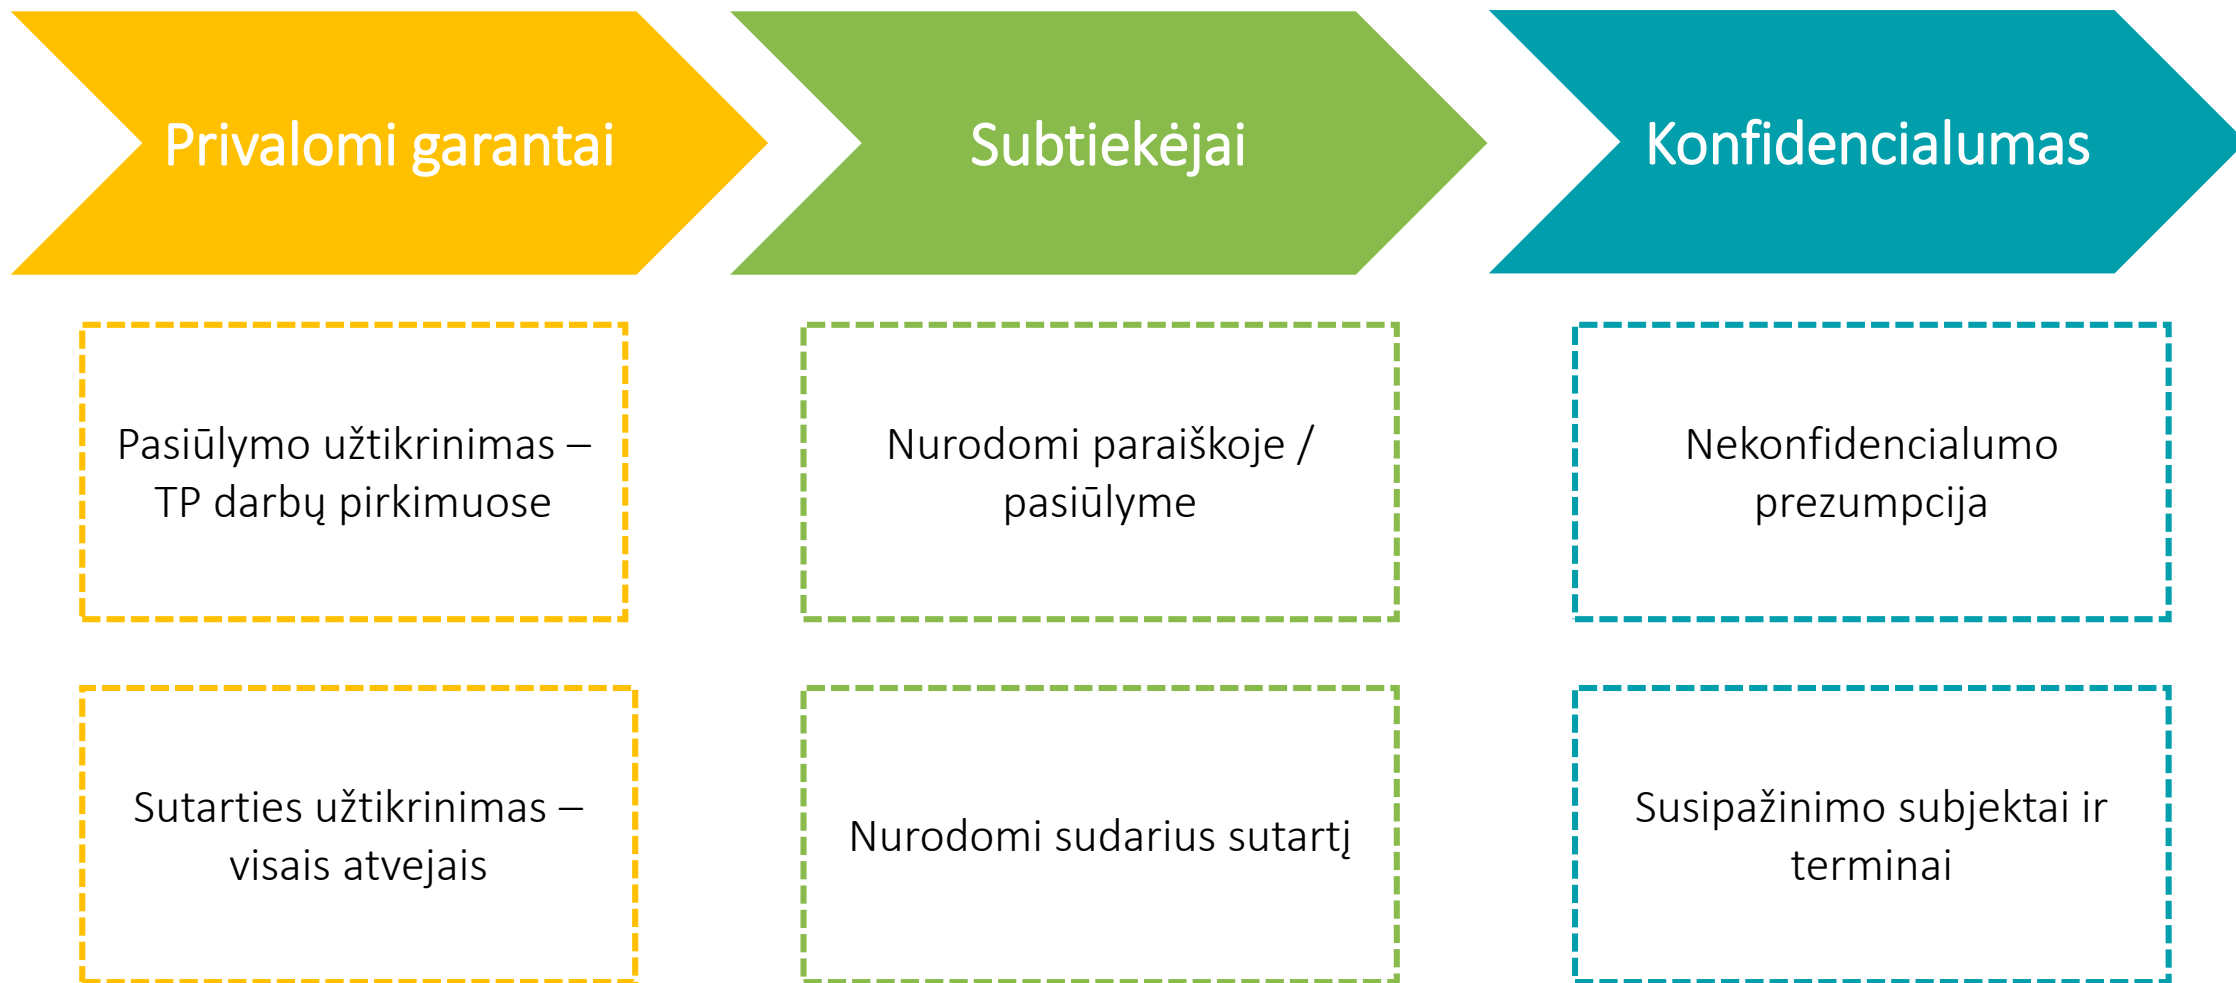 Privalomi garantai
Subtiekėjai
Konfidencialumas
Pasiūlymo užtikrinimas –
TP darbų pirkimuose
Nurodomi paraiškoje /
pasiūlyme
Nekonfidencialumo
prezumpcija
Sutarties užtikrinimas –
visais atvejais
Nurodomi sudarius sutartį
Susipažinimo subjektai ir
terminai